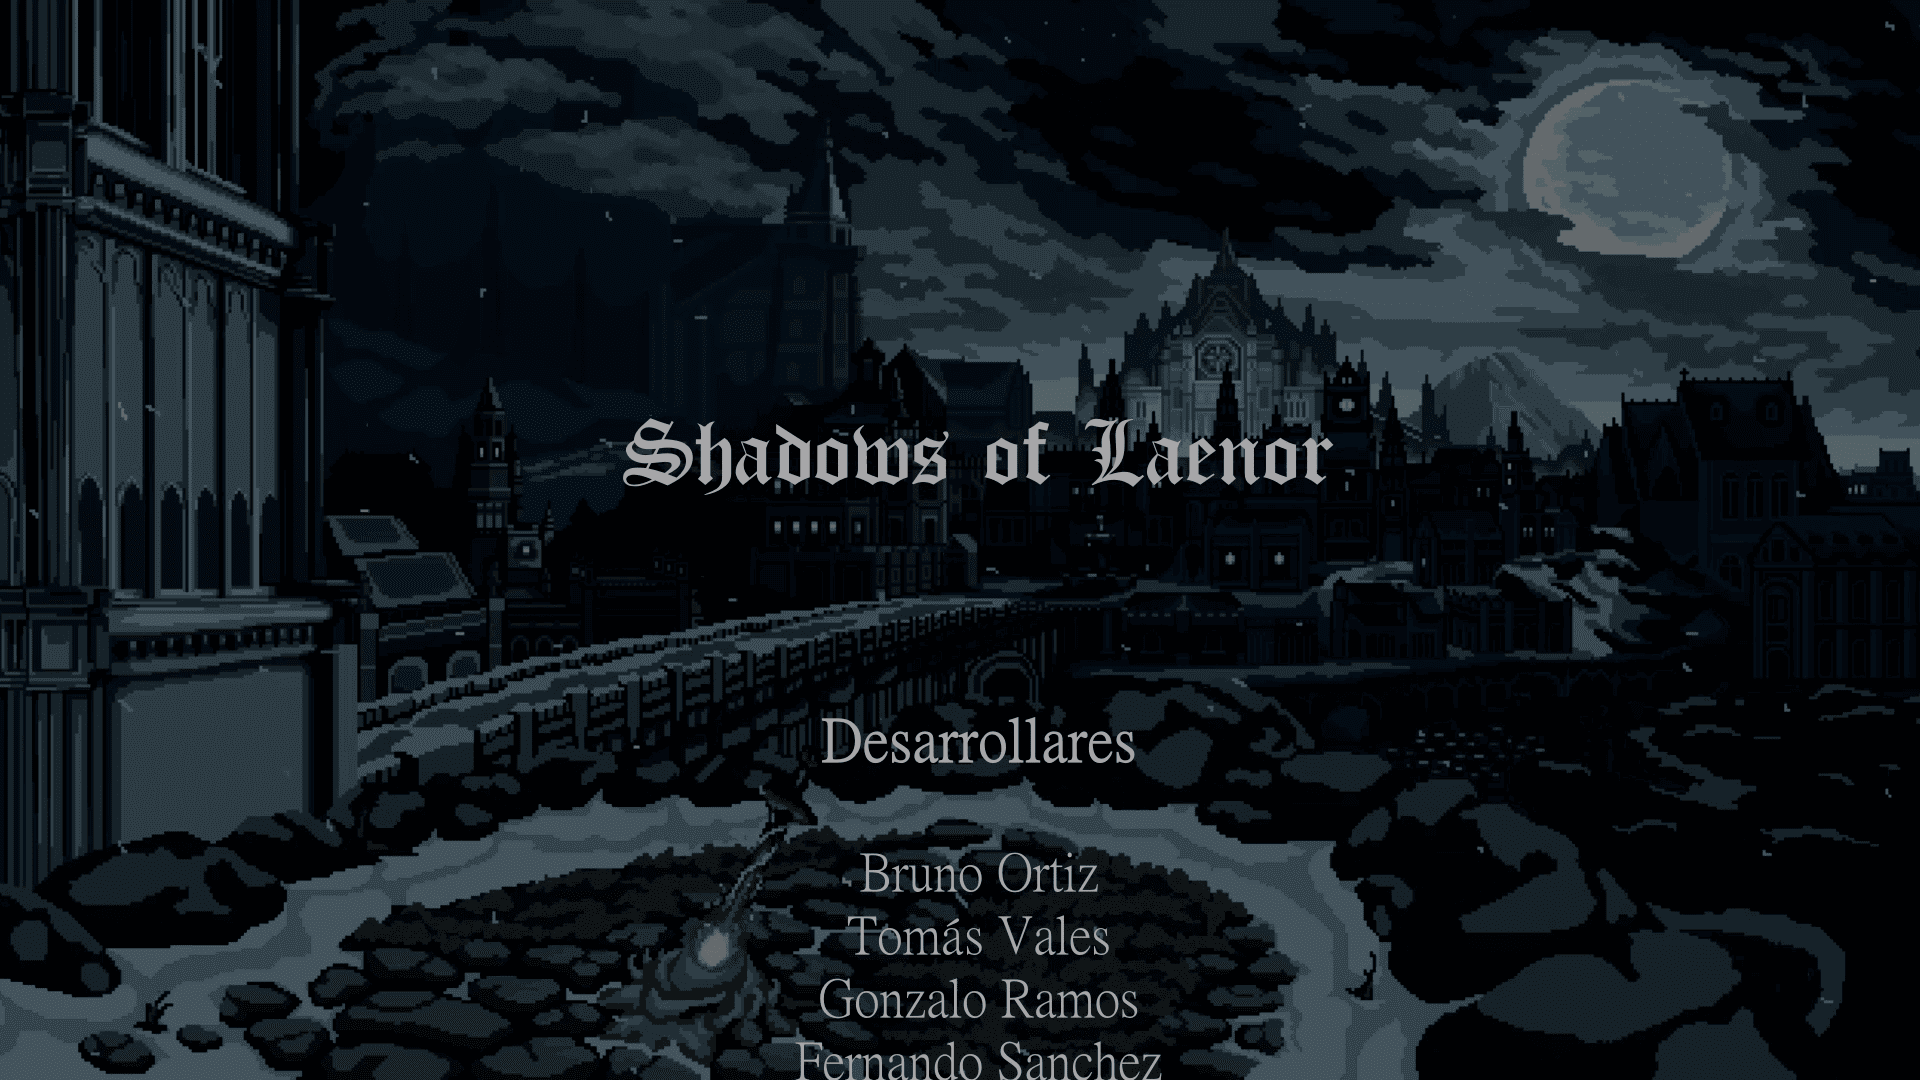 Shadows of Laenor
Desarrollares
Bruno Ortiz
Tomás Vales
Gonzalo Ramos
Fernando Sanchez